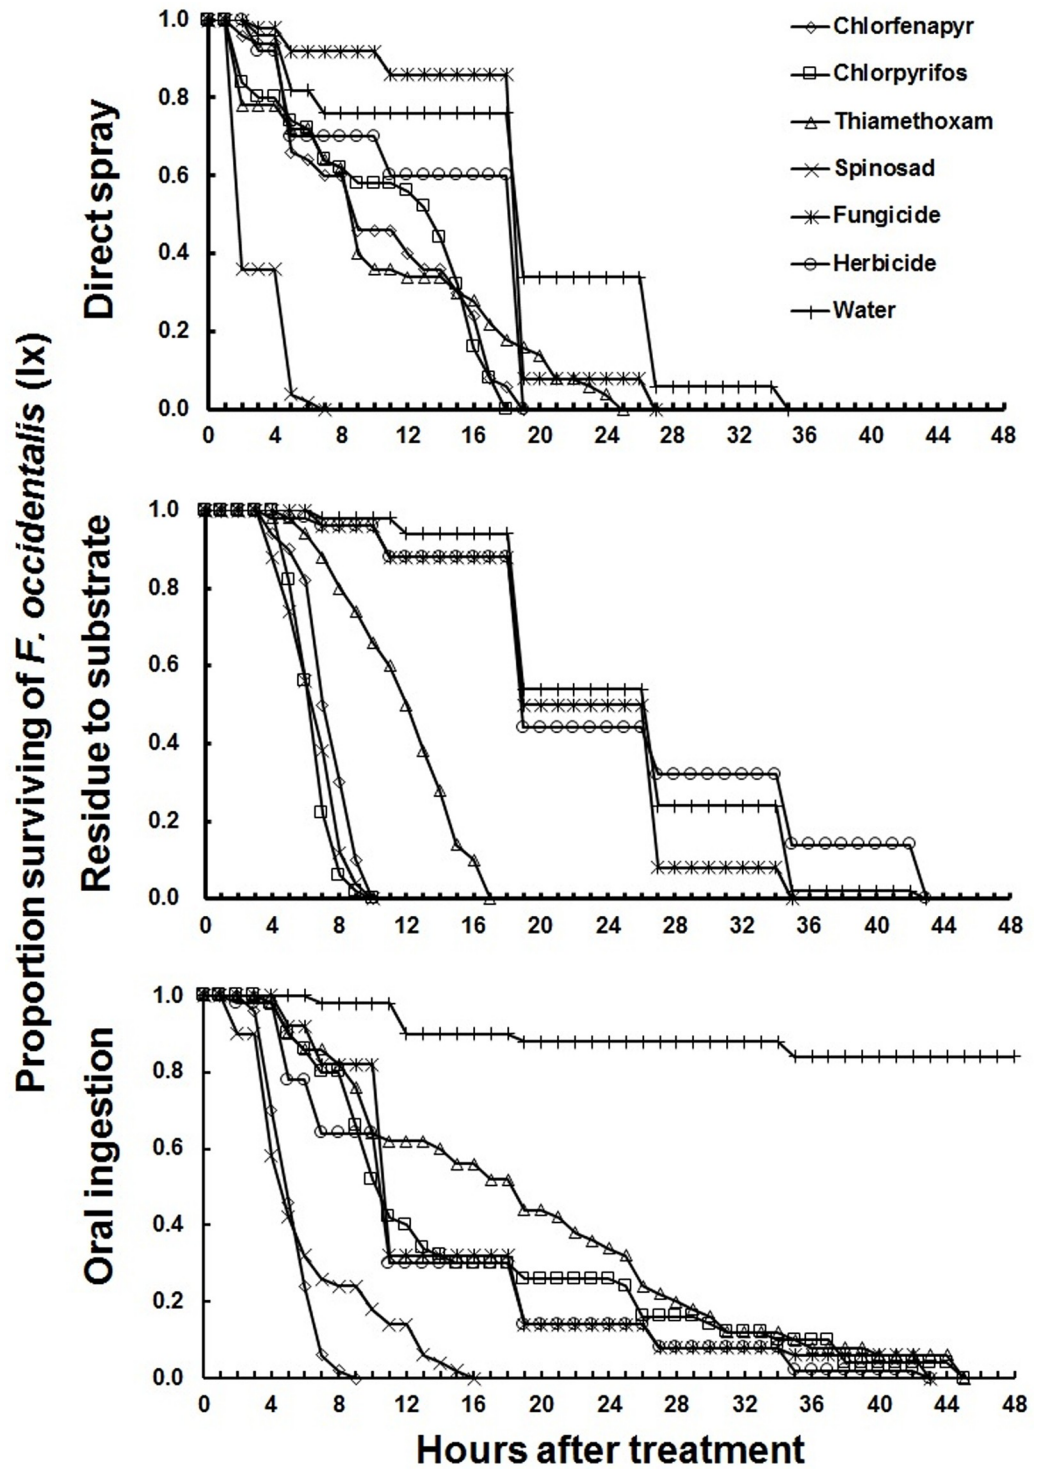 Proportion surviving of F. occidentalis (lx)
Direct spray
1.0
0.8
0.6
0.4
0.2
0.0
0 4 8 12 16 20 24 28 32 36 40 44 48
Chlorfenapyr
Chlorpyrifos
Thiamethoxam
Spinosad
Fungicide
Herbicide
Water
Residue to substrate
1.0
0.8
0.6
0.4
0.2
0.0
0 4 8 12 16 20 24 28 32 36 40 44 48
Oral ingestion
1.0
0.8
0.6
0.4
0.2
0.0
0 4 8 12 16 20 24 28 32 36 40 44 48
Hours after treatment